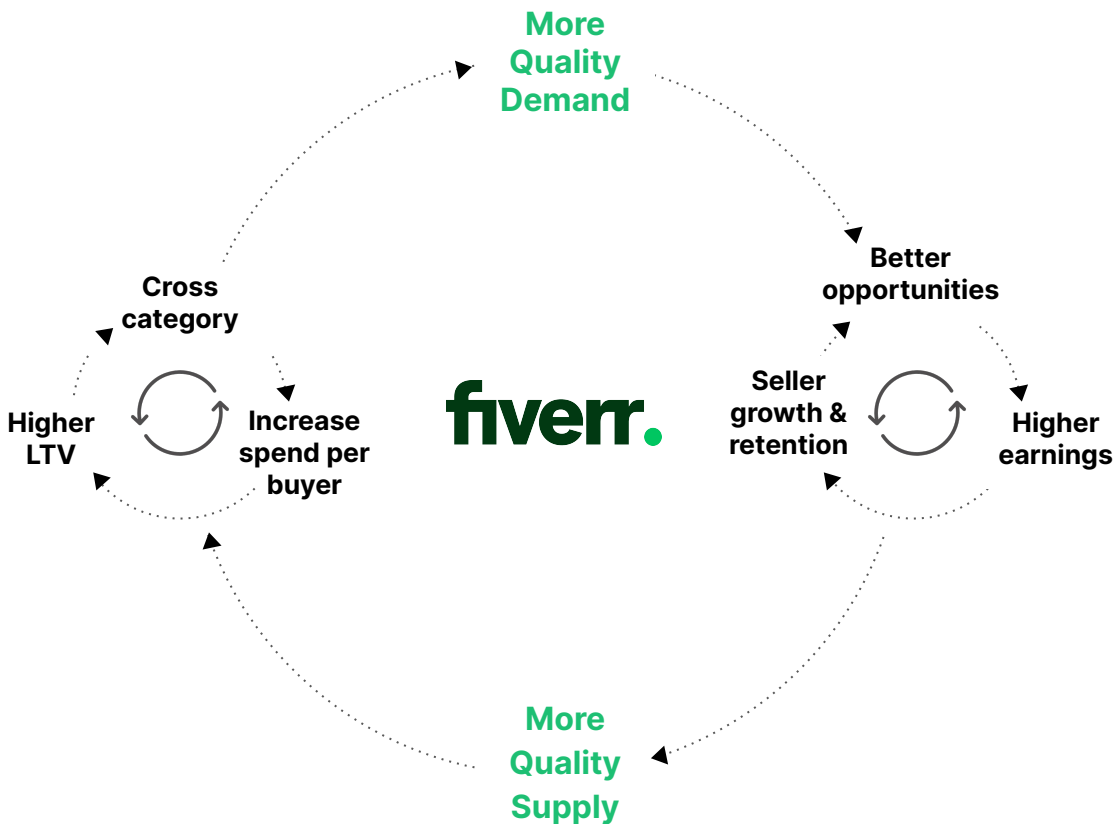 More
Quality
Demand
Better
opportunities
Cross
category
Seller
growth &
retention
Higher
LTV
Increase
spend per
buyer
fiverr.
Higher
earnings
More
Quality
Supply